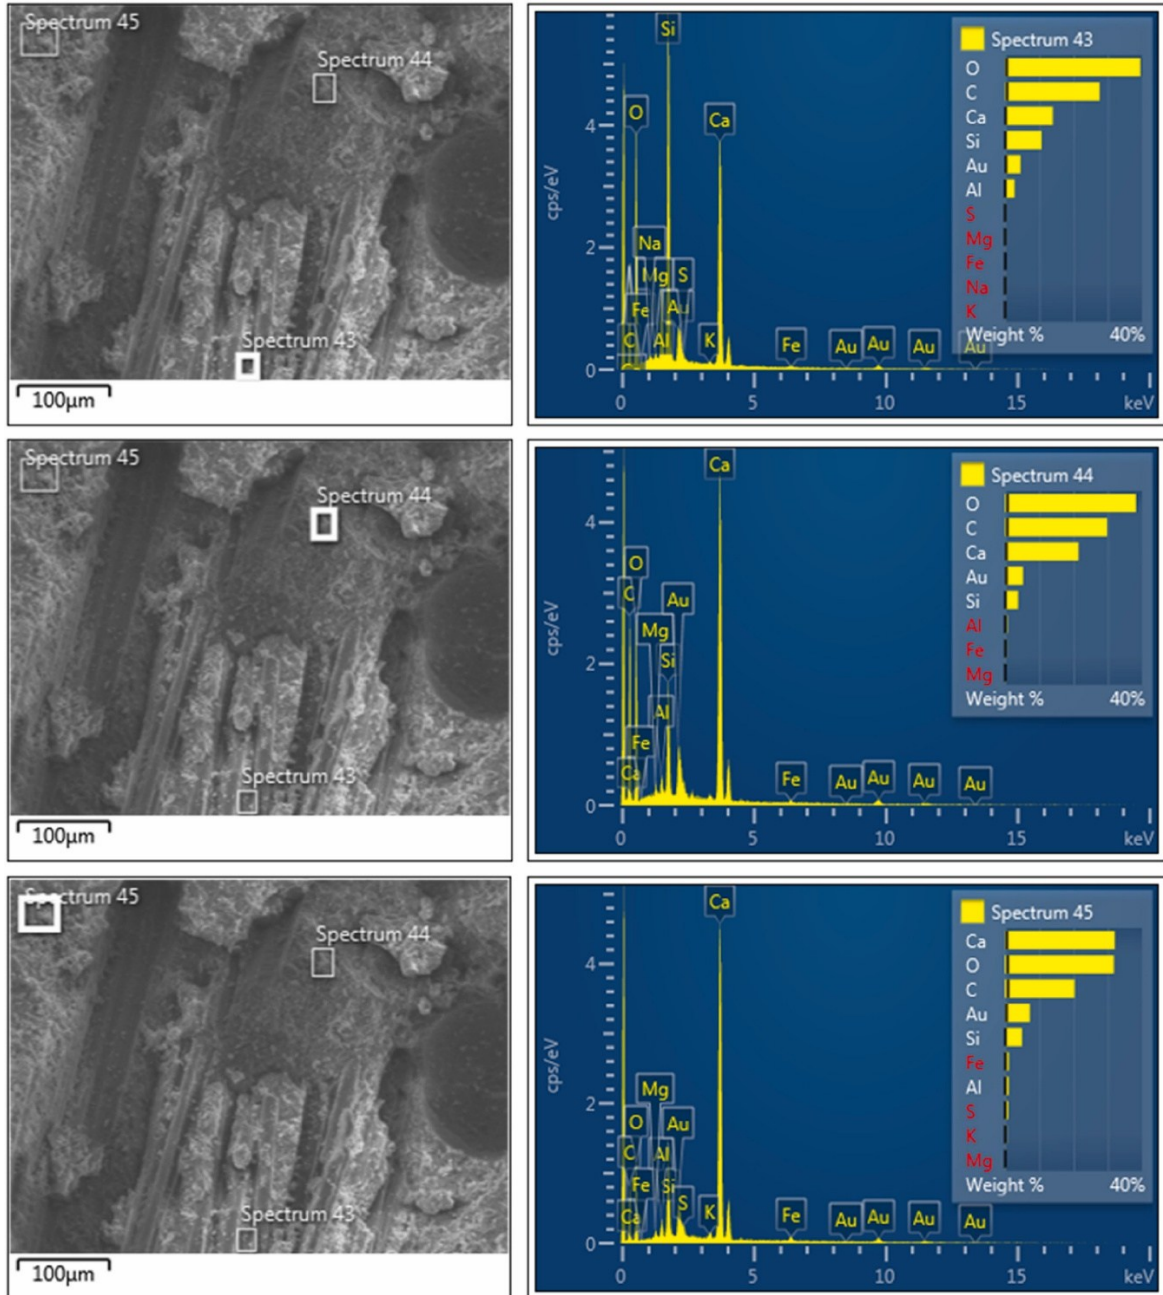 Spectrum 45
Spectrum 44
Spectrum 43
100µm
Si
O
Ca
Na
Mg
S
Fe
Au
C
Al
K
Fe
Au
Au
Au
Au
4
2
0
cps/eV
0
5
10
15
keV
Spectrum 43
O
C
Ca
Si
Au
Al
S
Mg
Fe
Na
K
Weight % 40%
Spectrum 45
Spectrum 44
Spectrum 43
100µm
Ca
O
C
Au
Mg
Si
Al
Fe
Ca
Fe
Au
Au
Au
Au
4
2
0
cps/eV
0
5
10
15
keV
Spectrum 44
O
C
Ca
Au
Si
Al
Fe
Mg
Weight % 40%
Spectrum 45
Spectrum 44
Spectrum 43
100µm
Ca
Mg
O
Au
C
Al
Fe
Si
S
Ca
K
Fe
Au
Au
Au
Au
4
2
0
cps/eV
0
5
10
15
keV
Spectrum 45
Ca
O
C
Au
Si
Fe
Al
S
K
Mg
Weight % 40%